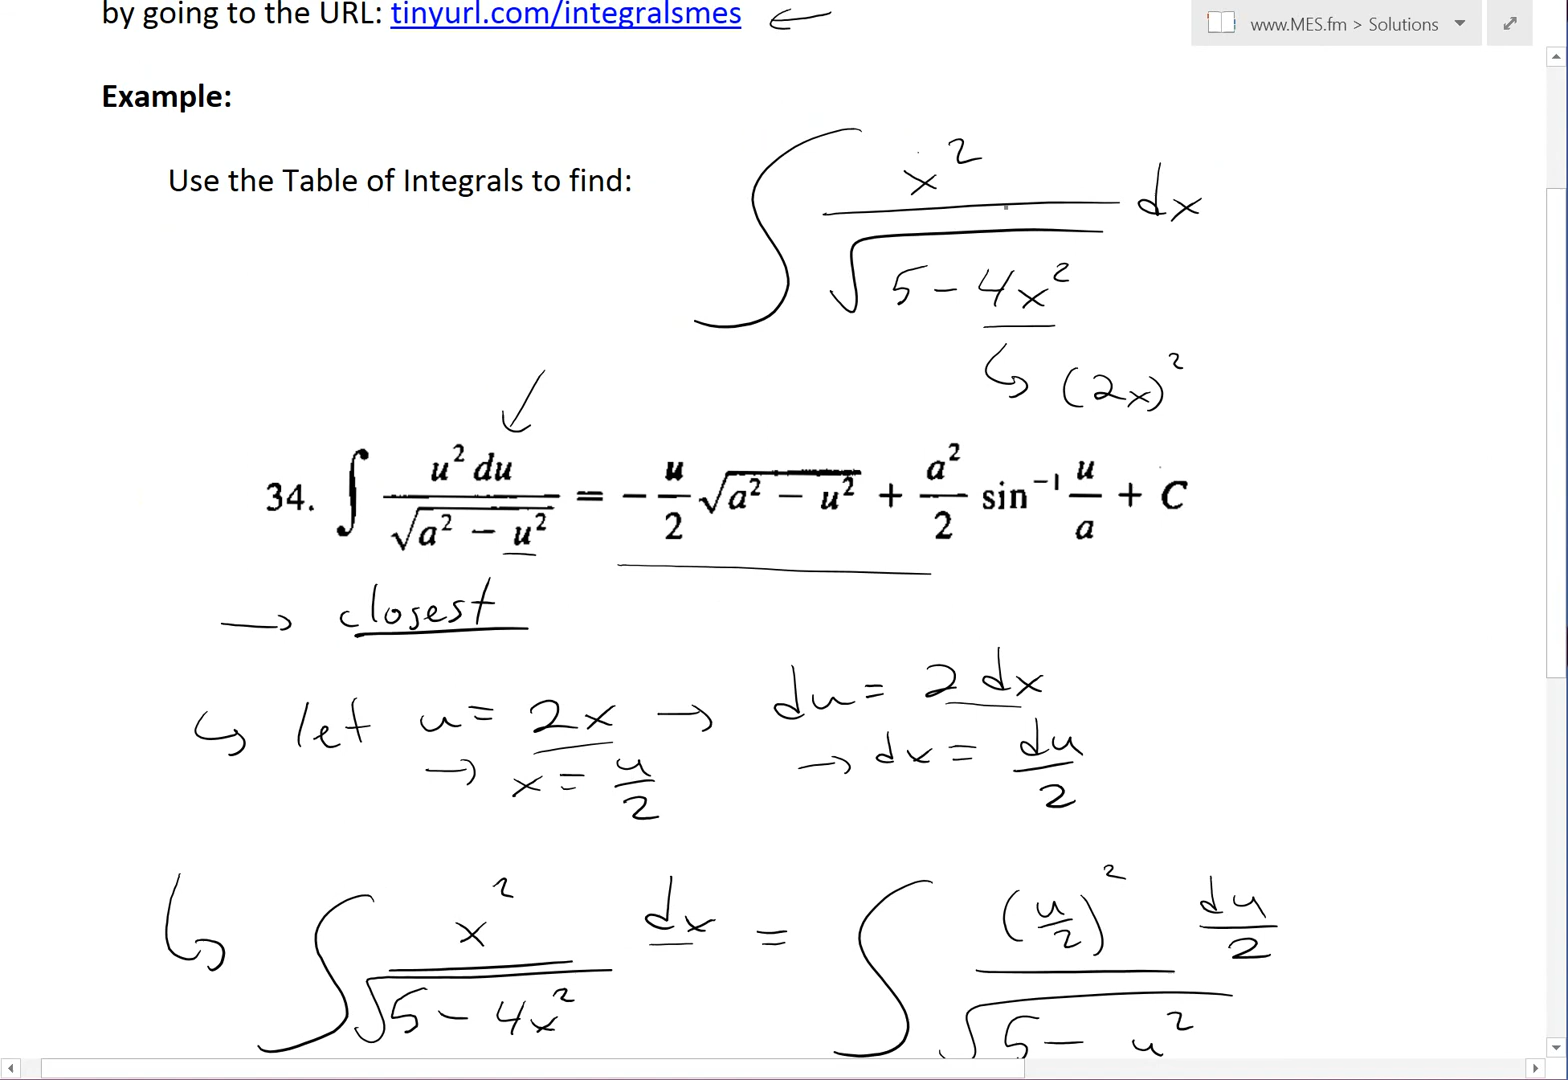 by going to the URL: tinyurl.com/integralsmes ←
www.MES.fm > Solutions
Example:
Use the Table of Integrals to find: ∫ x² / √(5 − 4x²) dx
↳ (2x)²
34. ∫ u² du / √(a² − u²) = − u/2 √(a² − u²) + a²/2 sin⁻¹ u/a + C
→ closest
↳ let u = 2x → du = 2 dx
→ x = u/2 → dx = du/2
↳ ∫ x² / √(5 − 4x²) dx = ∫ (u/2)² / √(5 − u²) du/2